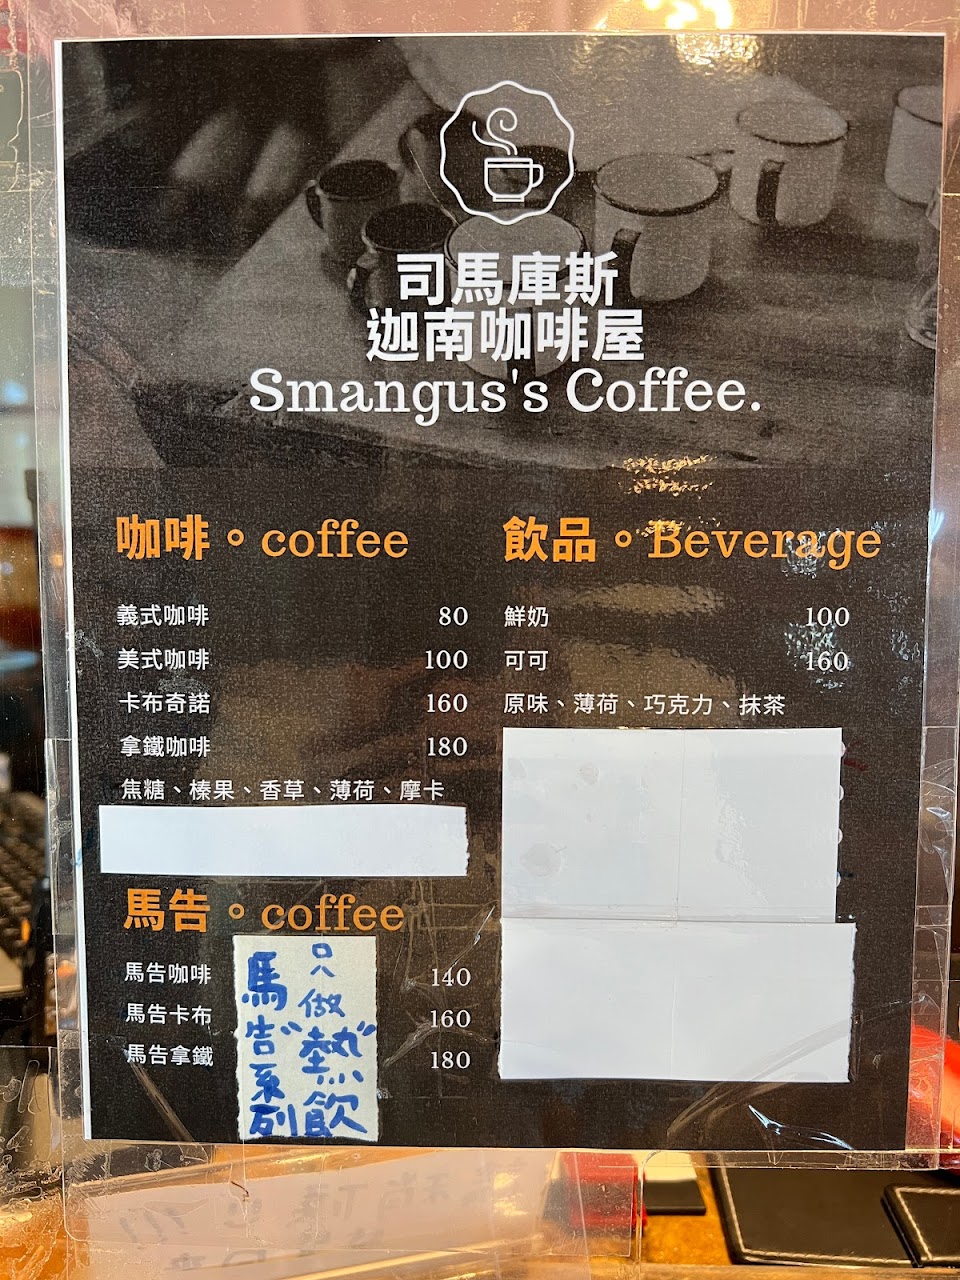 司馬庫斯
迦南咖啡屋
Smangus's Coffee.
咖啡。coffee
義式咖啡 80
美式咖啡 100
卡布奇諾 160
拿鐵咖啡 180
焦糖、榛果、香草、薄荷、摩卡
馬告。coffee
馬告咖啡 140
馬告卡布 160
馬告拿鐵 180
馬告系列
只做熱飲
飲品。Beverage
鮮奶 100
可可 160
原味、薄荷、巧克力、抹茶